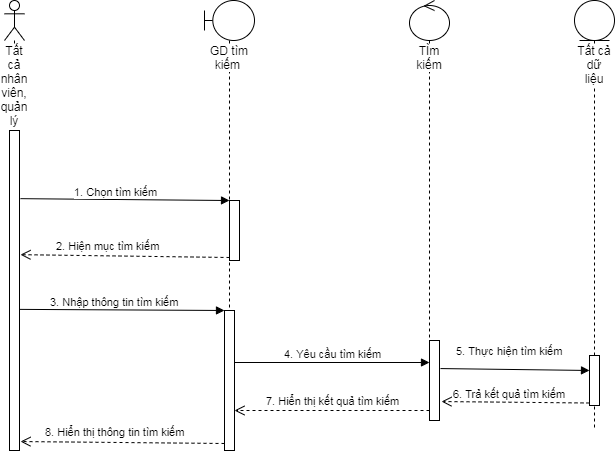 Tất
cả
nhân
viên,
quản
lý
GD tìm
kiếm
Tìm
kiếm
Tất cả
dữ
liệu
1. Chọn tìm kiếm
2. Hiện mục tìm kiếm
3. Nhập thông tin tìm kiếm
4. Yêu cầu tìm kiếm
5. Thực hiện tìm kiếm
6. Trả kết quả tìm kiếm
7. Hiển thị kết quả tìm kiếm
8. Hiển thị thông tin tìm kiếm